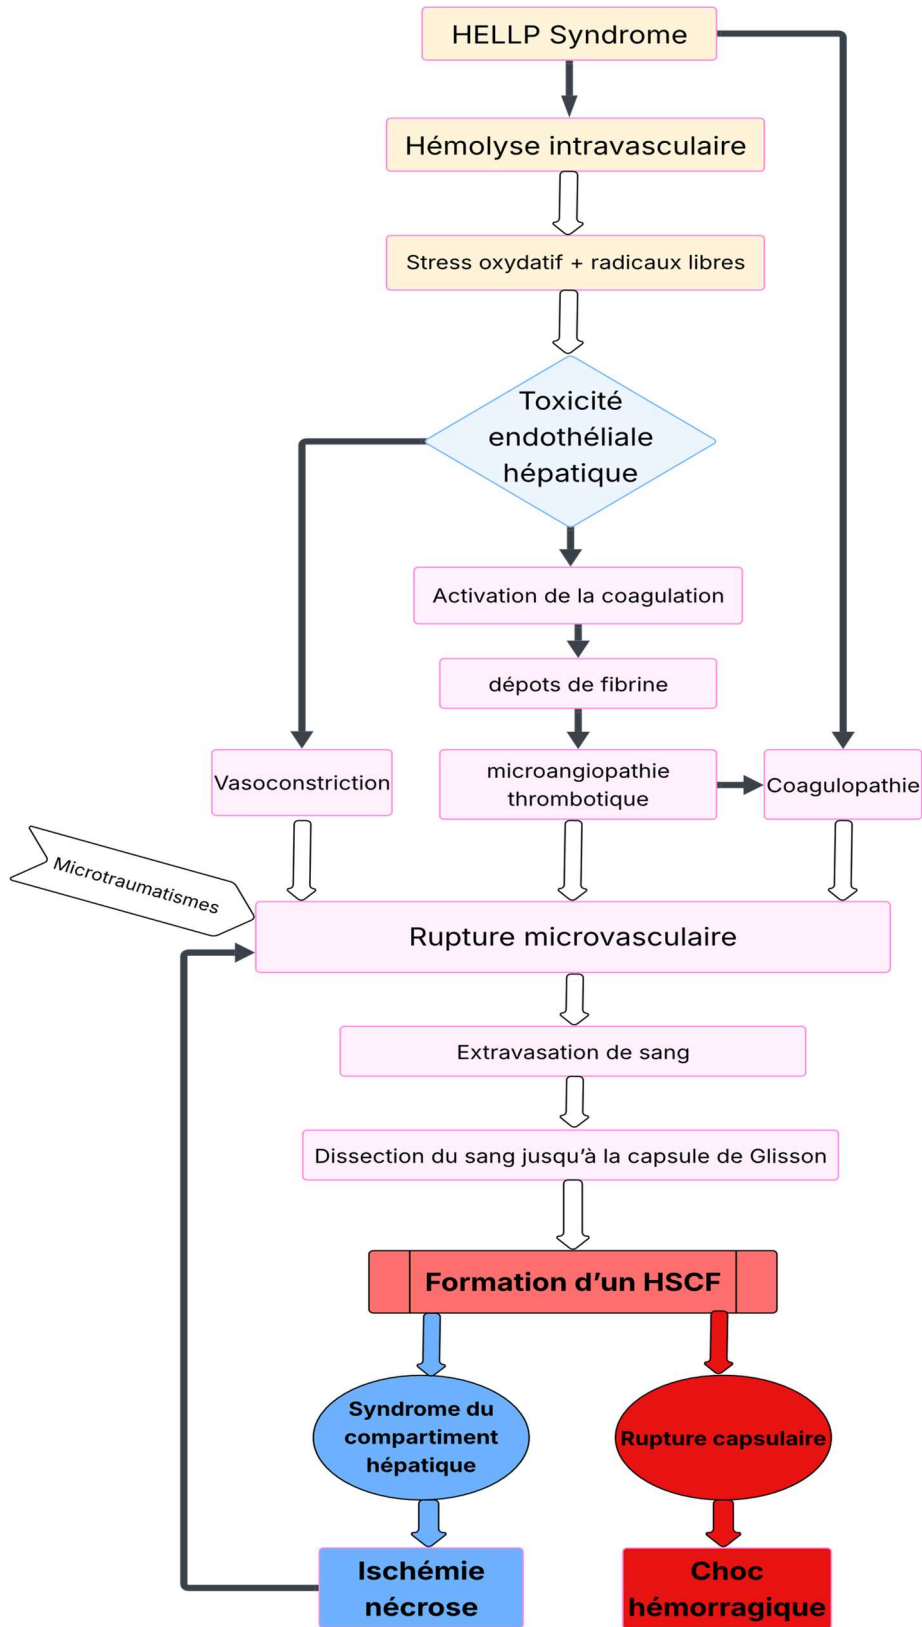 HELLP Syndrome
Hémolyse intravasculaire
Stress oxydatif + radicaux libres
Toxicité
endothéliale
hépatique
Activation de la coagulation
dépots de fibrine
Vasoconstriction
microangiopathie
thrombotique
Coagulopathie
Microtraumatismes
Rupture microvasculaire
Extravasation de sang
Dissection du sang jusqu’à la capsule de Glisson
Formation d’un HSCF
Syndrome du
compartiment
hépatique
Rupture capsulaire
Ischémie
nécrose
Choc
hémorragique